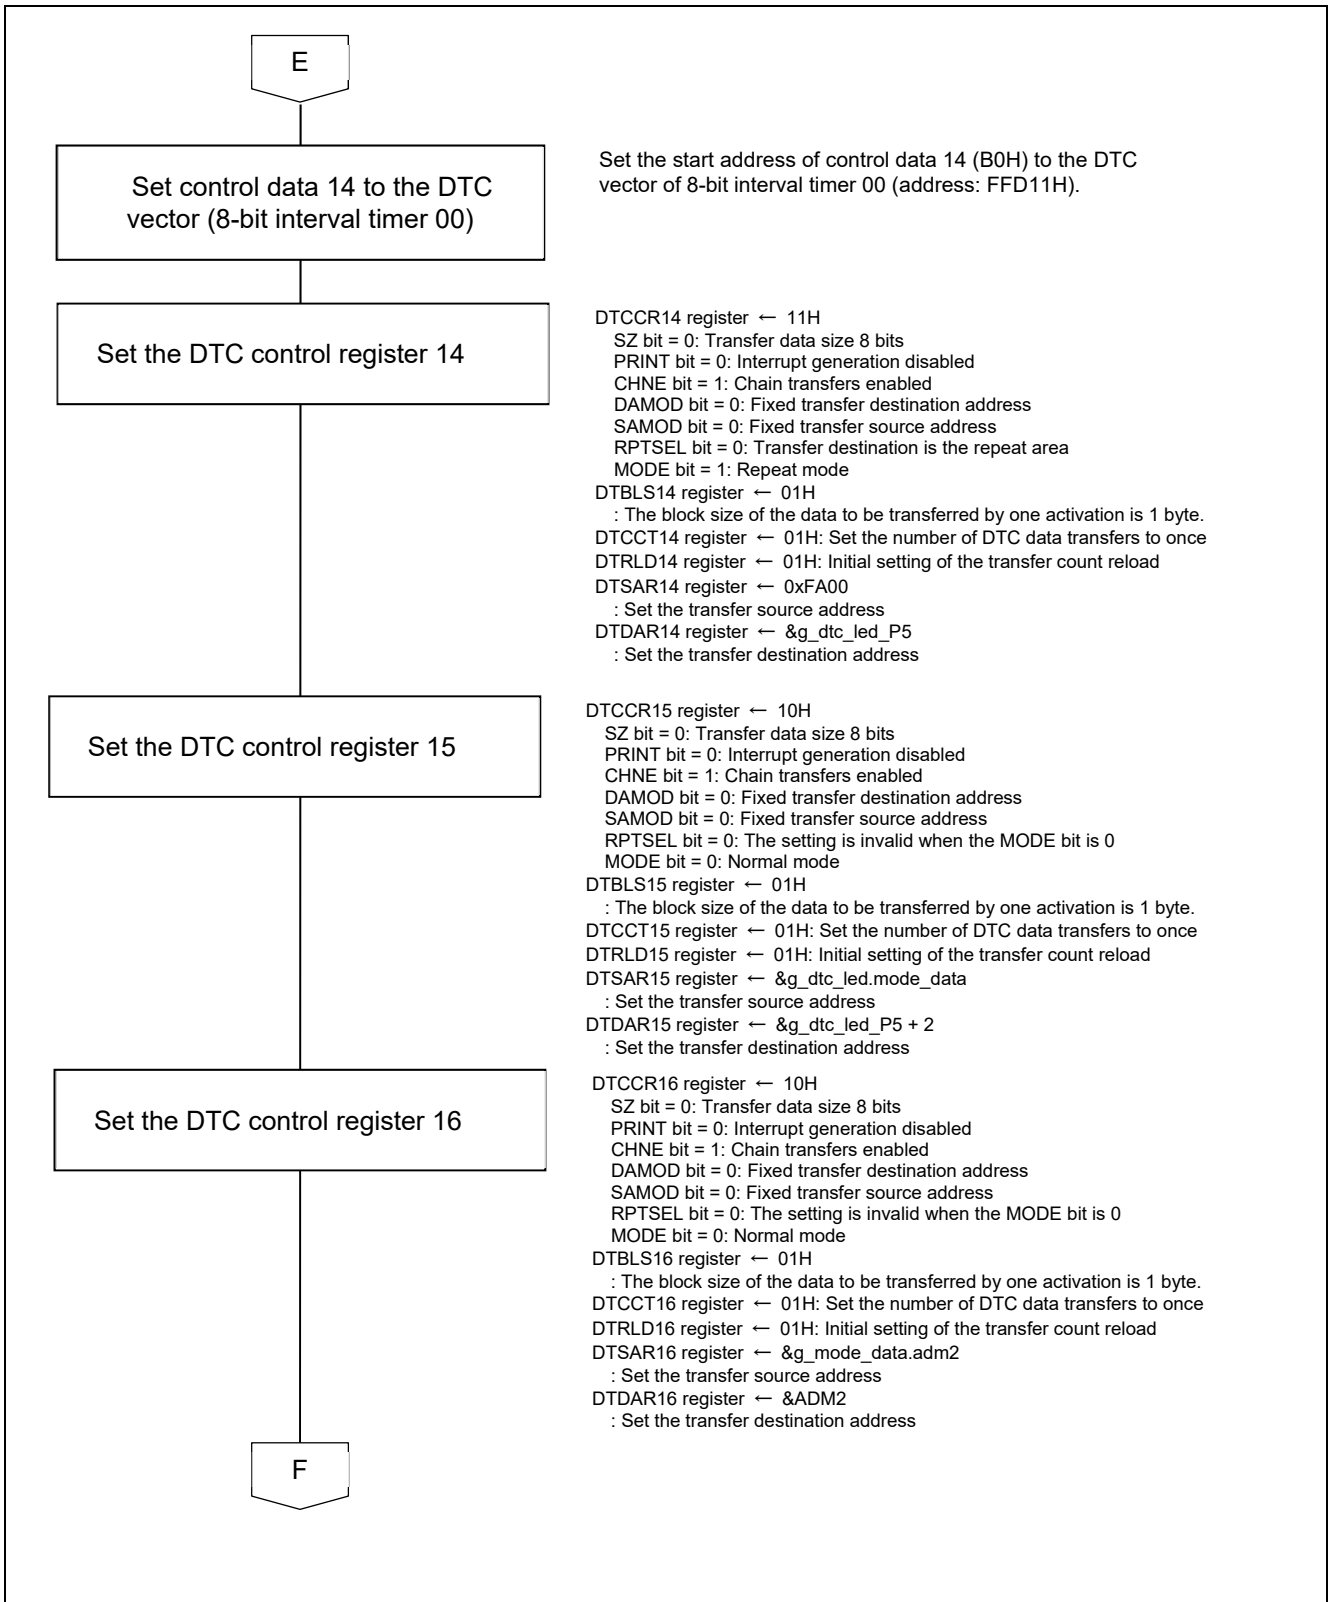 E
Set control data 14 to the DTC
vector (8-bit interval timer 00)
Set the start address of control data 14 (B0H) to the DTC
vector of 8-bit interval timer 00 (address: FFD11H).
Set the DTC control register 14
DTCCR14 register ← 11H
SZ bit = 0: Transfer data size 8 bits
PRINT bit = 0: Interrupt generation disabled
CHNE bit = 1: Chain transfers enabled
DAMOD bit = 0: Fixed transfer destination address
SAMOD bit = 0: Fixed transfer source address
RPTSEL bit = 0: Transfer destination is the repeat area
MODE bit = 1: Repeat mode
DTBLS14 register ← 01H
: The block size of the data to be transferred by one activation is 1 byte.
DTCCT14 register ← 01H: Set the number of DTC data transfers to once
DTRLD14 register ← 01H: Initial setting of the transfer count reload
DTSAR14 register ← 0xFA00
: Set the transfer source address
DTDAR14 register ← &g_dtc_led_P5
: Set the transfer destination address
Set the DTC control register 15
DTCCR15 register ← 10H
SZ bit = 0: Transfer data size 8 bits
PRINT bit = 0: Interrupt generation disabled
CHNE bit = 1: Chain transfers enabled
DAMOD bit = 0: Fixed transfer destination address
SAMOD bit = 0: Fixed transfer source address
RPTSEL bit = 0: The setting is invalid when the MODE bit is 0
MODE bit = 0: Normal mode
DTBLS15 register ← 01H
: The block size of the data to be transferred by one activation is 1 byte.
DTCCT15 register ← 01H: Set the number of DTC data transfers to once
DTRLD15 register ← 01H: Initial setting of the transfer count reload
DTSAR15 register ← &g_dtc_led.mode_data
: Set the transfer source address
DTDAR15 register ← &g_dtc_led_P5 + 2
: Set the transfer destination address
Set the DTC control register 16
DTCCR16 register ← 10H
SZ bit = 0: Transfer data size 8 bits
PRINT bit = 0: Interrupt generation disabled
CHNE bit = 1: Chain transfers enabled
DAMOD bit = 0: Fixed transfer destination address
SAMOD bit = 0: Fixed transfer source address
RPTSEL bit = 0: The setting is invalid when the MODE bit is 0
MODE bit = 0: Normal mode
DTBLS16 register ← 01H
: The block size of the data to be transferred by one activation is 1 byte.
DTCCT16 register ← 01H: Set the number of DTC data transfers to once
DTRLD16 register ← 01H: Initial setting of the transfer count reload
DTSAR16 register ← &g_mode_data.adm2
: Set the transfer source address
DTDAR16 register ← &ADM2
: Set the transfer destination address
F